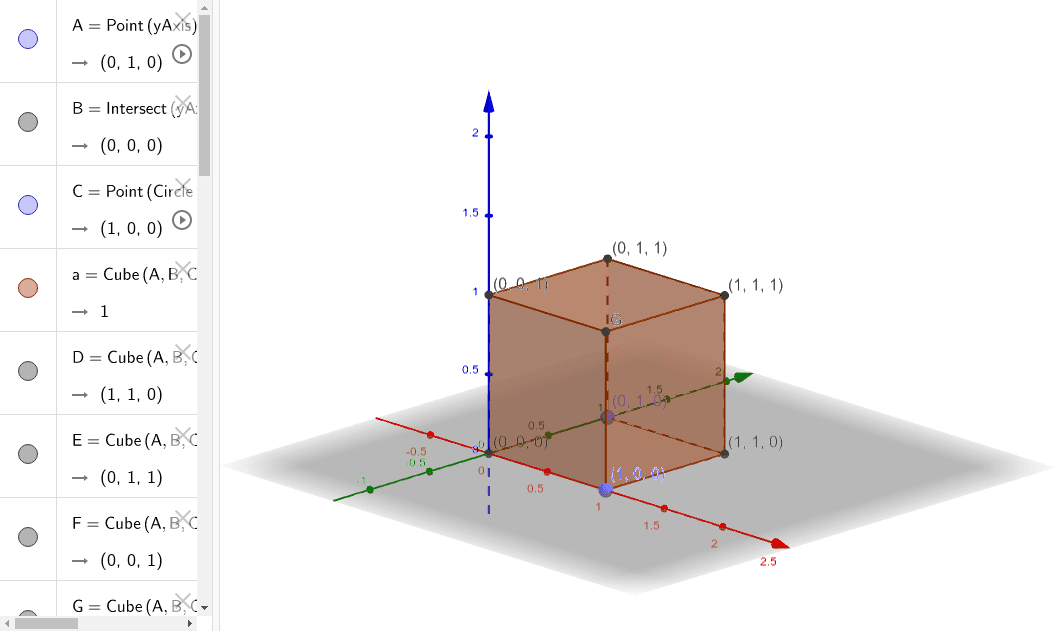 A = Point (yAxis)
→ (0, 1, 0)
B = Intersect (yAx
→ (0, 0, 0)
C = Point (Circle
→ (1, 0, 0)
a = Cube (A, B, C
→ 1
D = Cube (A, B, C
→ (1, 1, 0)
E = Cube (A, B, C
→ (0, 1, 1)
F = Cube (A, B, C
→ (0, 0, 1)
G = Cube (A, B, C
2
1.5
(0, 1, 1)
(0, 0, 1)
(1, 1, 1)
1
G
0.5
2
1.5
1
(0, 1, 0)
0.5
0
(0, 0, 0)
(1, 1, 0)
0
-0.5
-0.5
0
(1, 0, 0)
-1
0.5
1
1.5
2
2.5